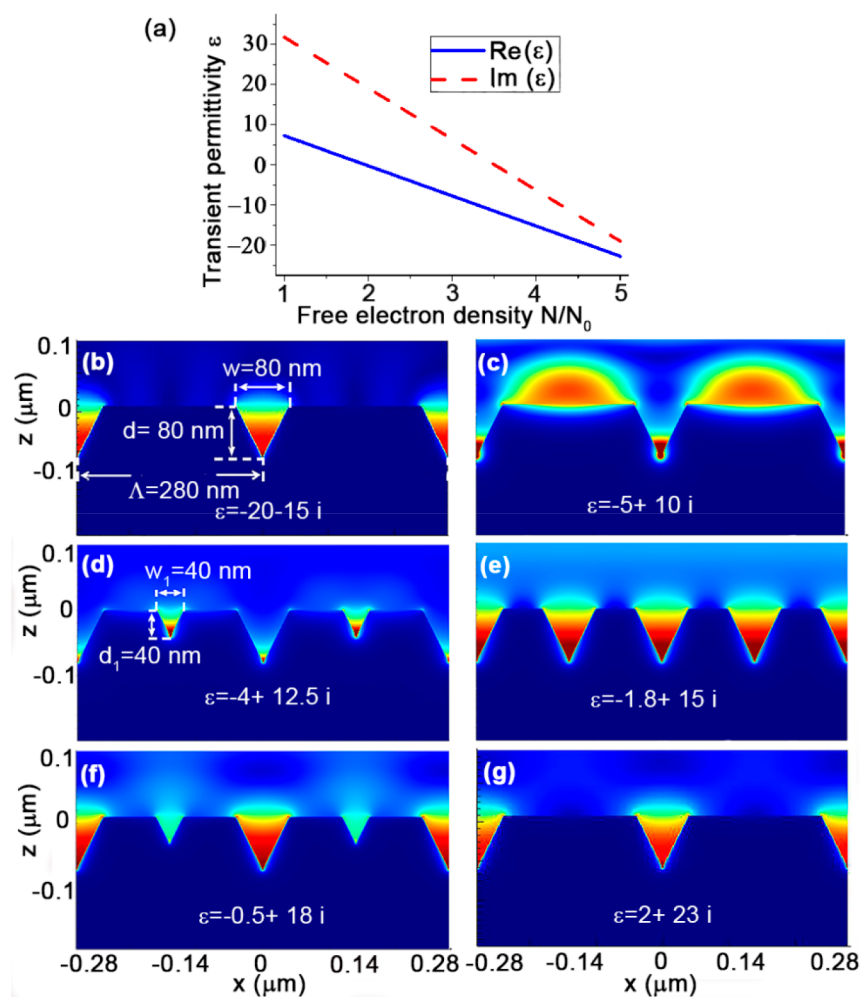 (a)
Transient permittivity ε
30
20
10
0
−10
−20
Re(ε)
Im (ε)
1 2 3 4 5
Free electron density N/N₀
(b)
w=80 nm
d= 80 nm
Λ=280 nm
ε=-20-15 i
z (μm)
0.1
0
-0.1
(c)
ε=-5+ 10 i
(d)
w₁=40 nm
d₁=40 nm
ε=-4+ 12.5 i
z (μm)
0.1
0
-0.1
(e)
ε=-1.8+ 15 i
(f)
ε=-0.5+ 18 i
z (μm)
0.1
0
-0.1
(g)
ε=2+ 23 i
-0.28 -0.14 0 0.14 0.28
x (μm)
-0.28 -0.14 0 0.14 0.28
x (μm)